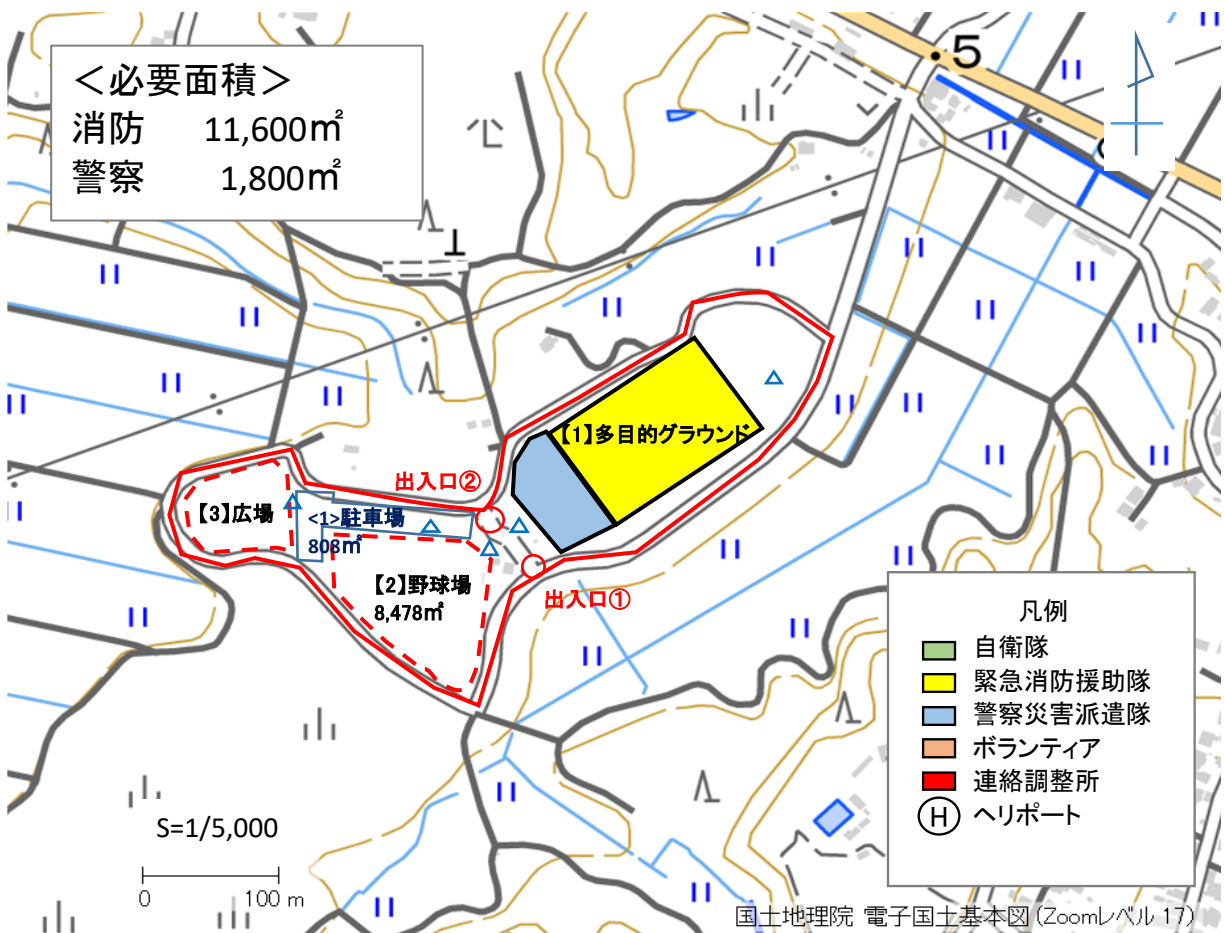 ＜必要面積＞
消防 11,600㎡
警察 1,800㎡
5
【1】多目的グラウンド
出入口②
【3】広場
<1>駐車場
808㎡
【2】野球場
8,478㎡
出入口①
凡例
自衛隊
緊急消防援助隊
警察災害派遣隊
ボランティア
連絡調整所
H ヘリポート
S=1/5,000
0 100 m
国土地理院 電子国土基本図 (Zoomレベル 17)